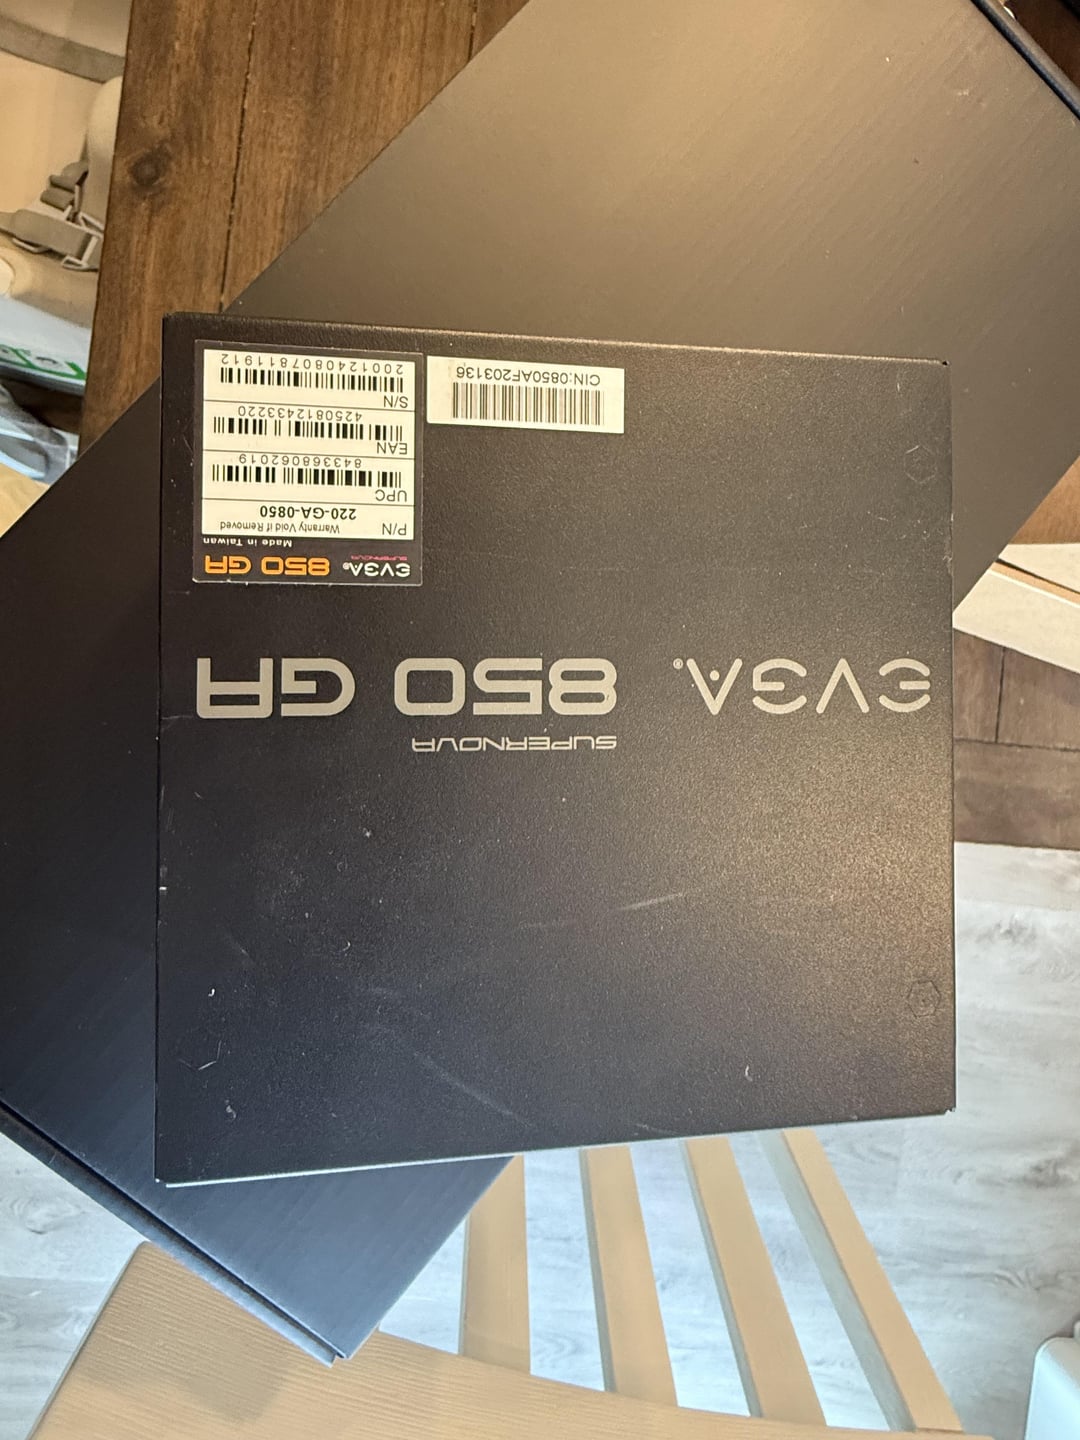 SUPERNOVA
EVGA® 850 GA
EVGA® 850 GA
SUPERNOVA
Made in Taiwan
Warranty Void if Removed
P/N 220-GA-0850
UPC
843368062019
EAN
4250812433220
S/N
2001240807811912
CIN:0850AF203136